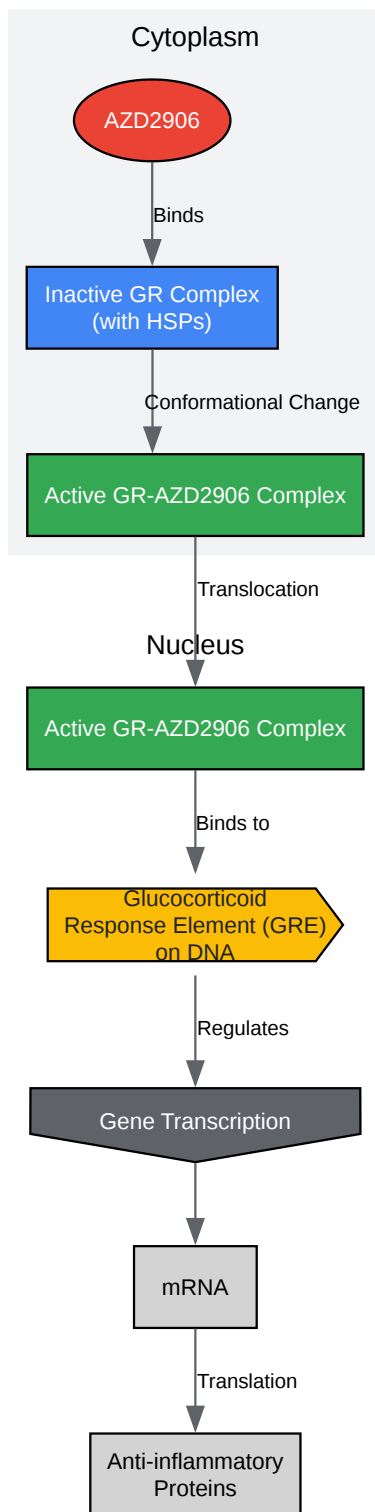 Cytoplasm
AZD2906
Binds
Inactive GR Complex
(with HSPs)
Conformational Change
Active GR-AZD2906 Complex
Translocation
Nucleus
Active GR-AZD2906 Complex
Binds to
Glucocorticoid
Response Element (GRE)
on DNA
Regulates
Gene Transcription
mRNA
Translation
Anti-inflammatory
Proteins